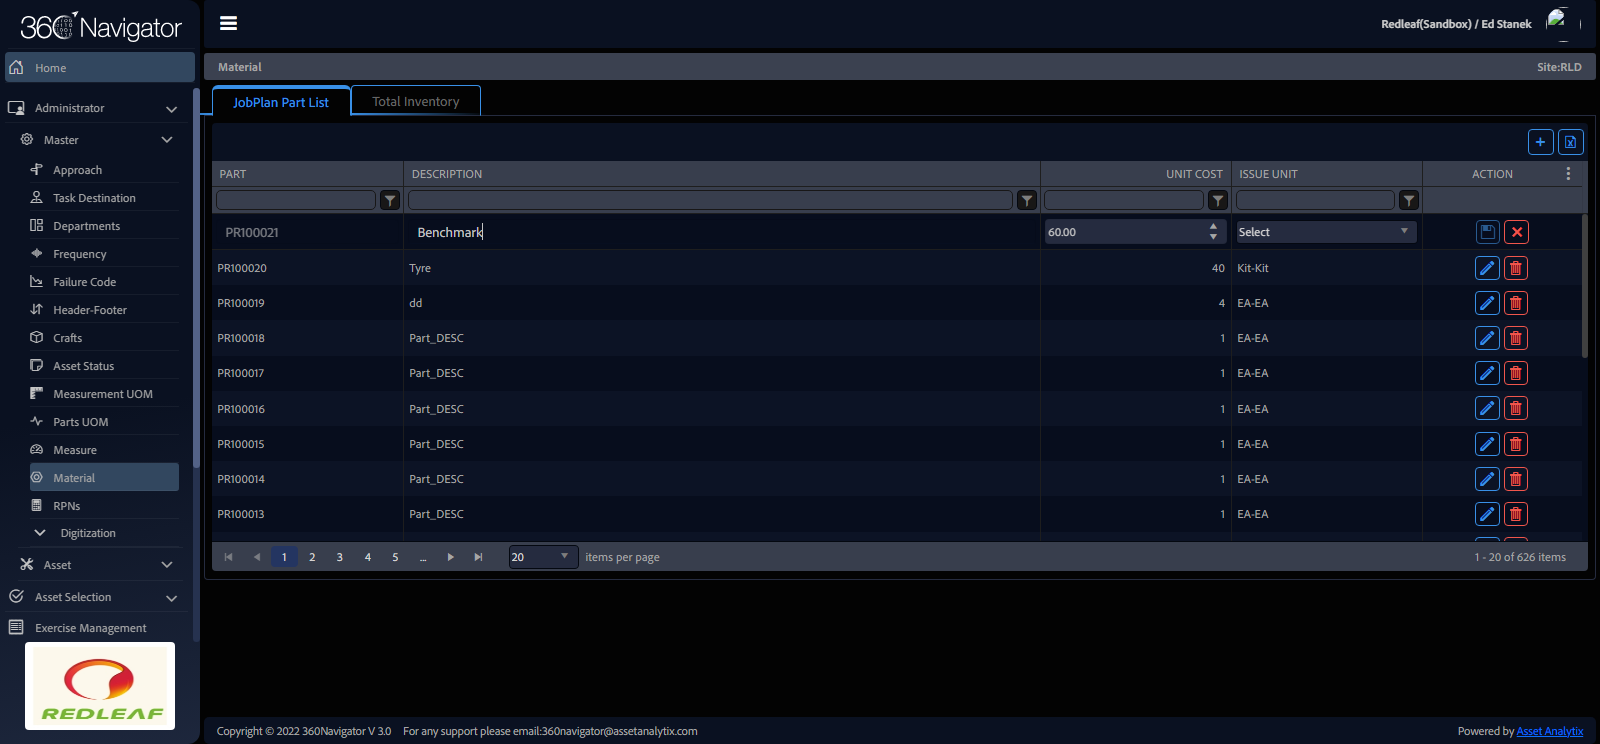 360 Navigator
Redleaf(Sandbox) / Ed Stanek
Home
Administrator
Master
Approach
Task Destination
Departments
Frequency
Failure Code
Header-Footer
Crafts
Asset Status
Measurement UOM
Parts UOM
Measure
Material
RPNs
Digitization
Asset
Asset Selection
Exercise Management
REDLEAF
Material Site:RLD
JobPlan Part List Total Inventory
PART DESCRIPTION UNIT COST ISSUE UNIT ACTION
PR100021 Benchmark 60.00 Select
PR100020 Tyre 40 Kit-Kit
PR100019 dd 4 EA-EA
PR100018 Part_DESC 1 EA-EA
PR100017 Part_DESC 1 EA-EA
PR100016 Part_DESC 1 EA-EA
PR100015 Part_DESC 1 EA-EA
PR100014 Part_DESC 1 EA-EA
PR100013 Part_DESC 1 EA-EA
1 2 3 4 5 ... 20 items per page 1 - 20 of 626 items
Copyright © 2022 360Navigator V 3.0 For any support please email:360navigator@assetanalytix.com Powered by Asset Analytix